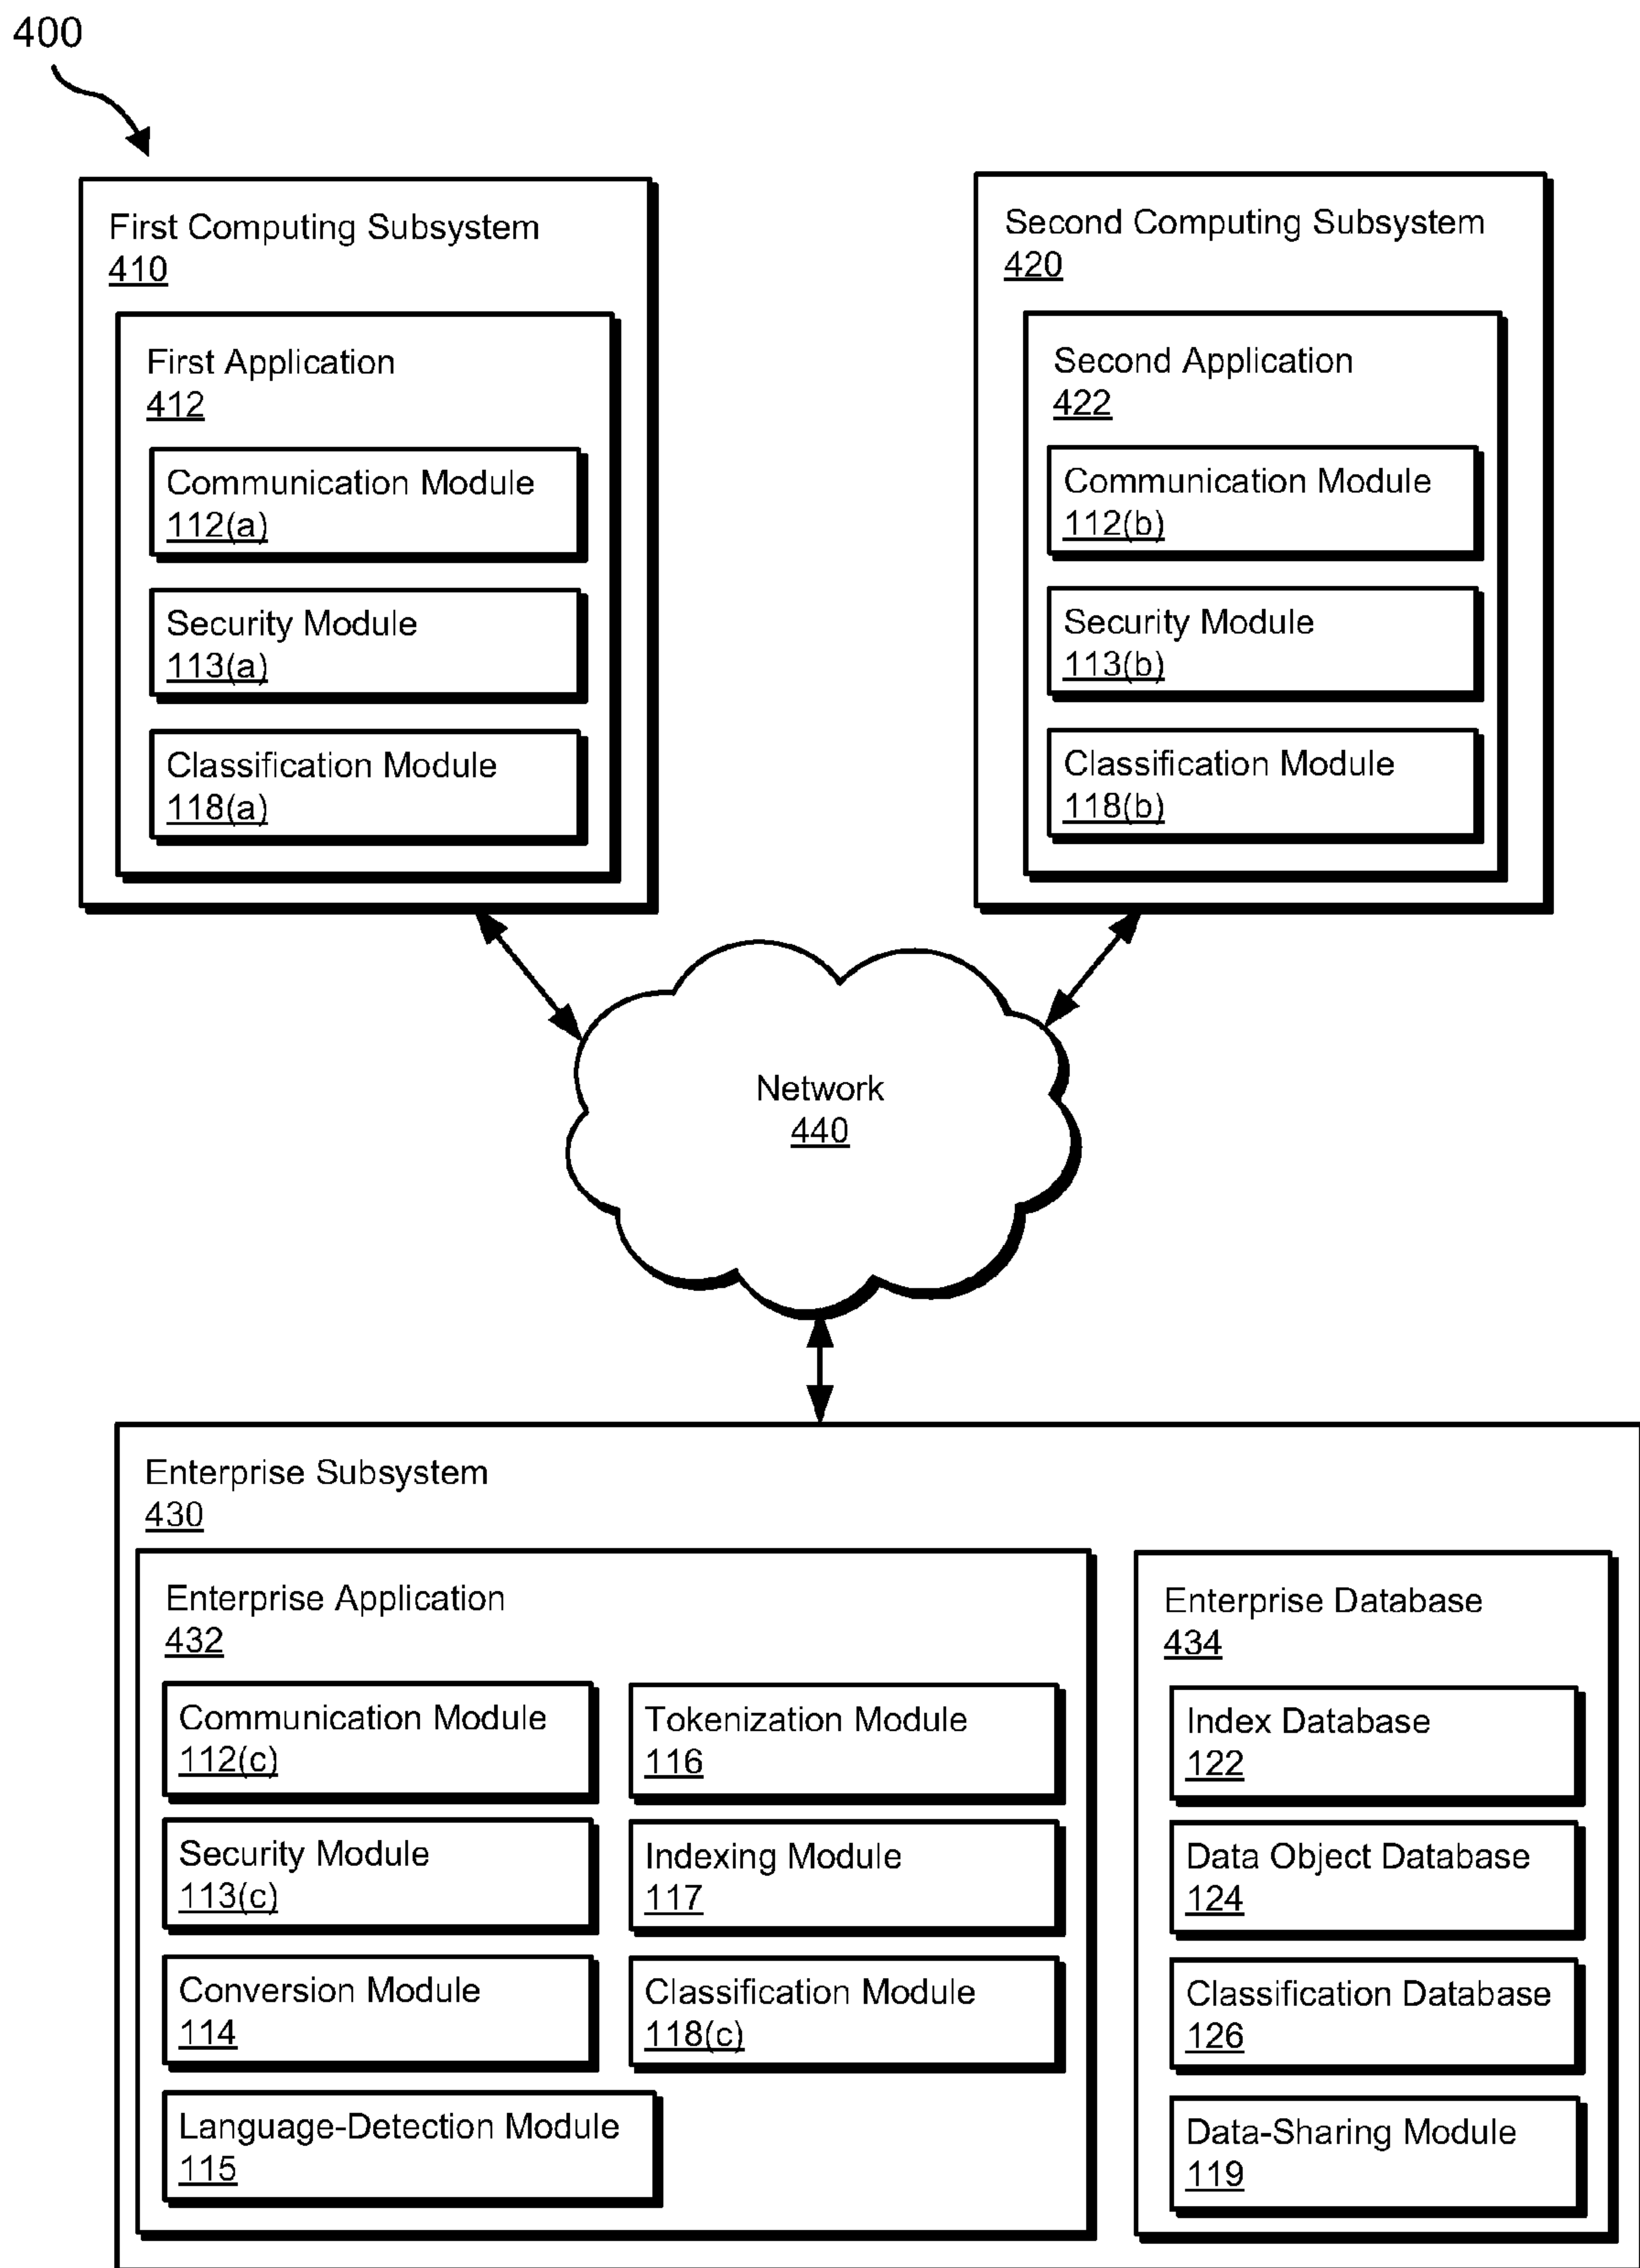 400
First Computing Subsystem
410
First Application
412
Communication Module
112(a)
Security Module
113(a)
Classification Module
118(a)
Second Computing Subsystem
420
Second Application
422
Communication Module
112(b)
Security Module
113(b)
Classification Module
118(b)
Network
440
Enterprise Subsystem
430
Enterprise Application
432
Communication Module
112(c)
Security Module
113(c)
Conversion Module
114
Language-Detection Module
115
Tokenization Module
116
Indexing Module
117
Classification Module
118(c)
Enterprise Database
434
Index Database
122
Data Object Database
124
Classification Database
126
Data-Sharing Module
119